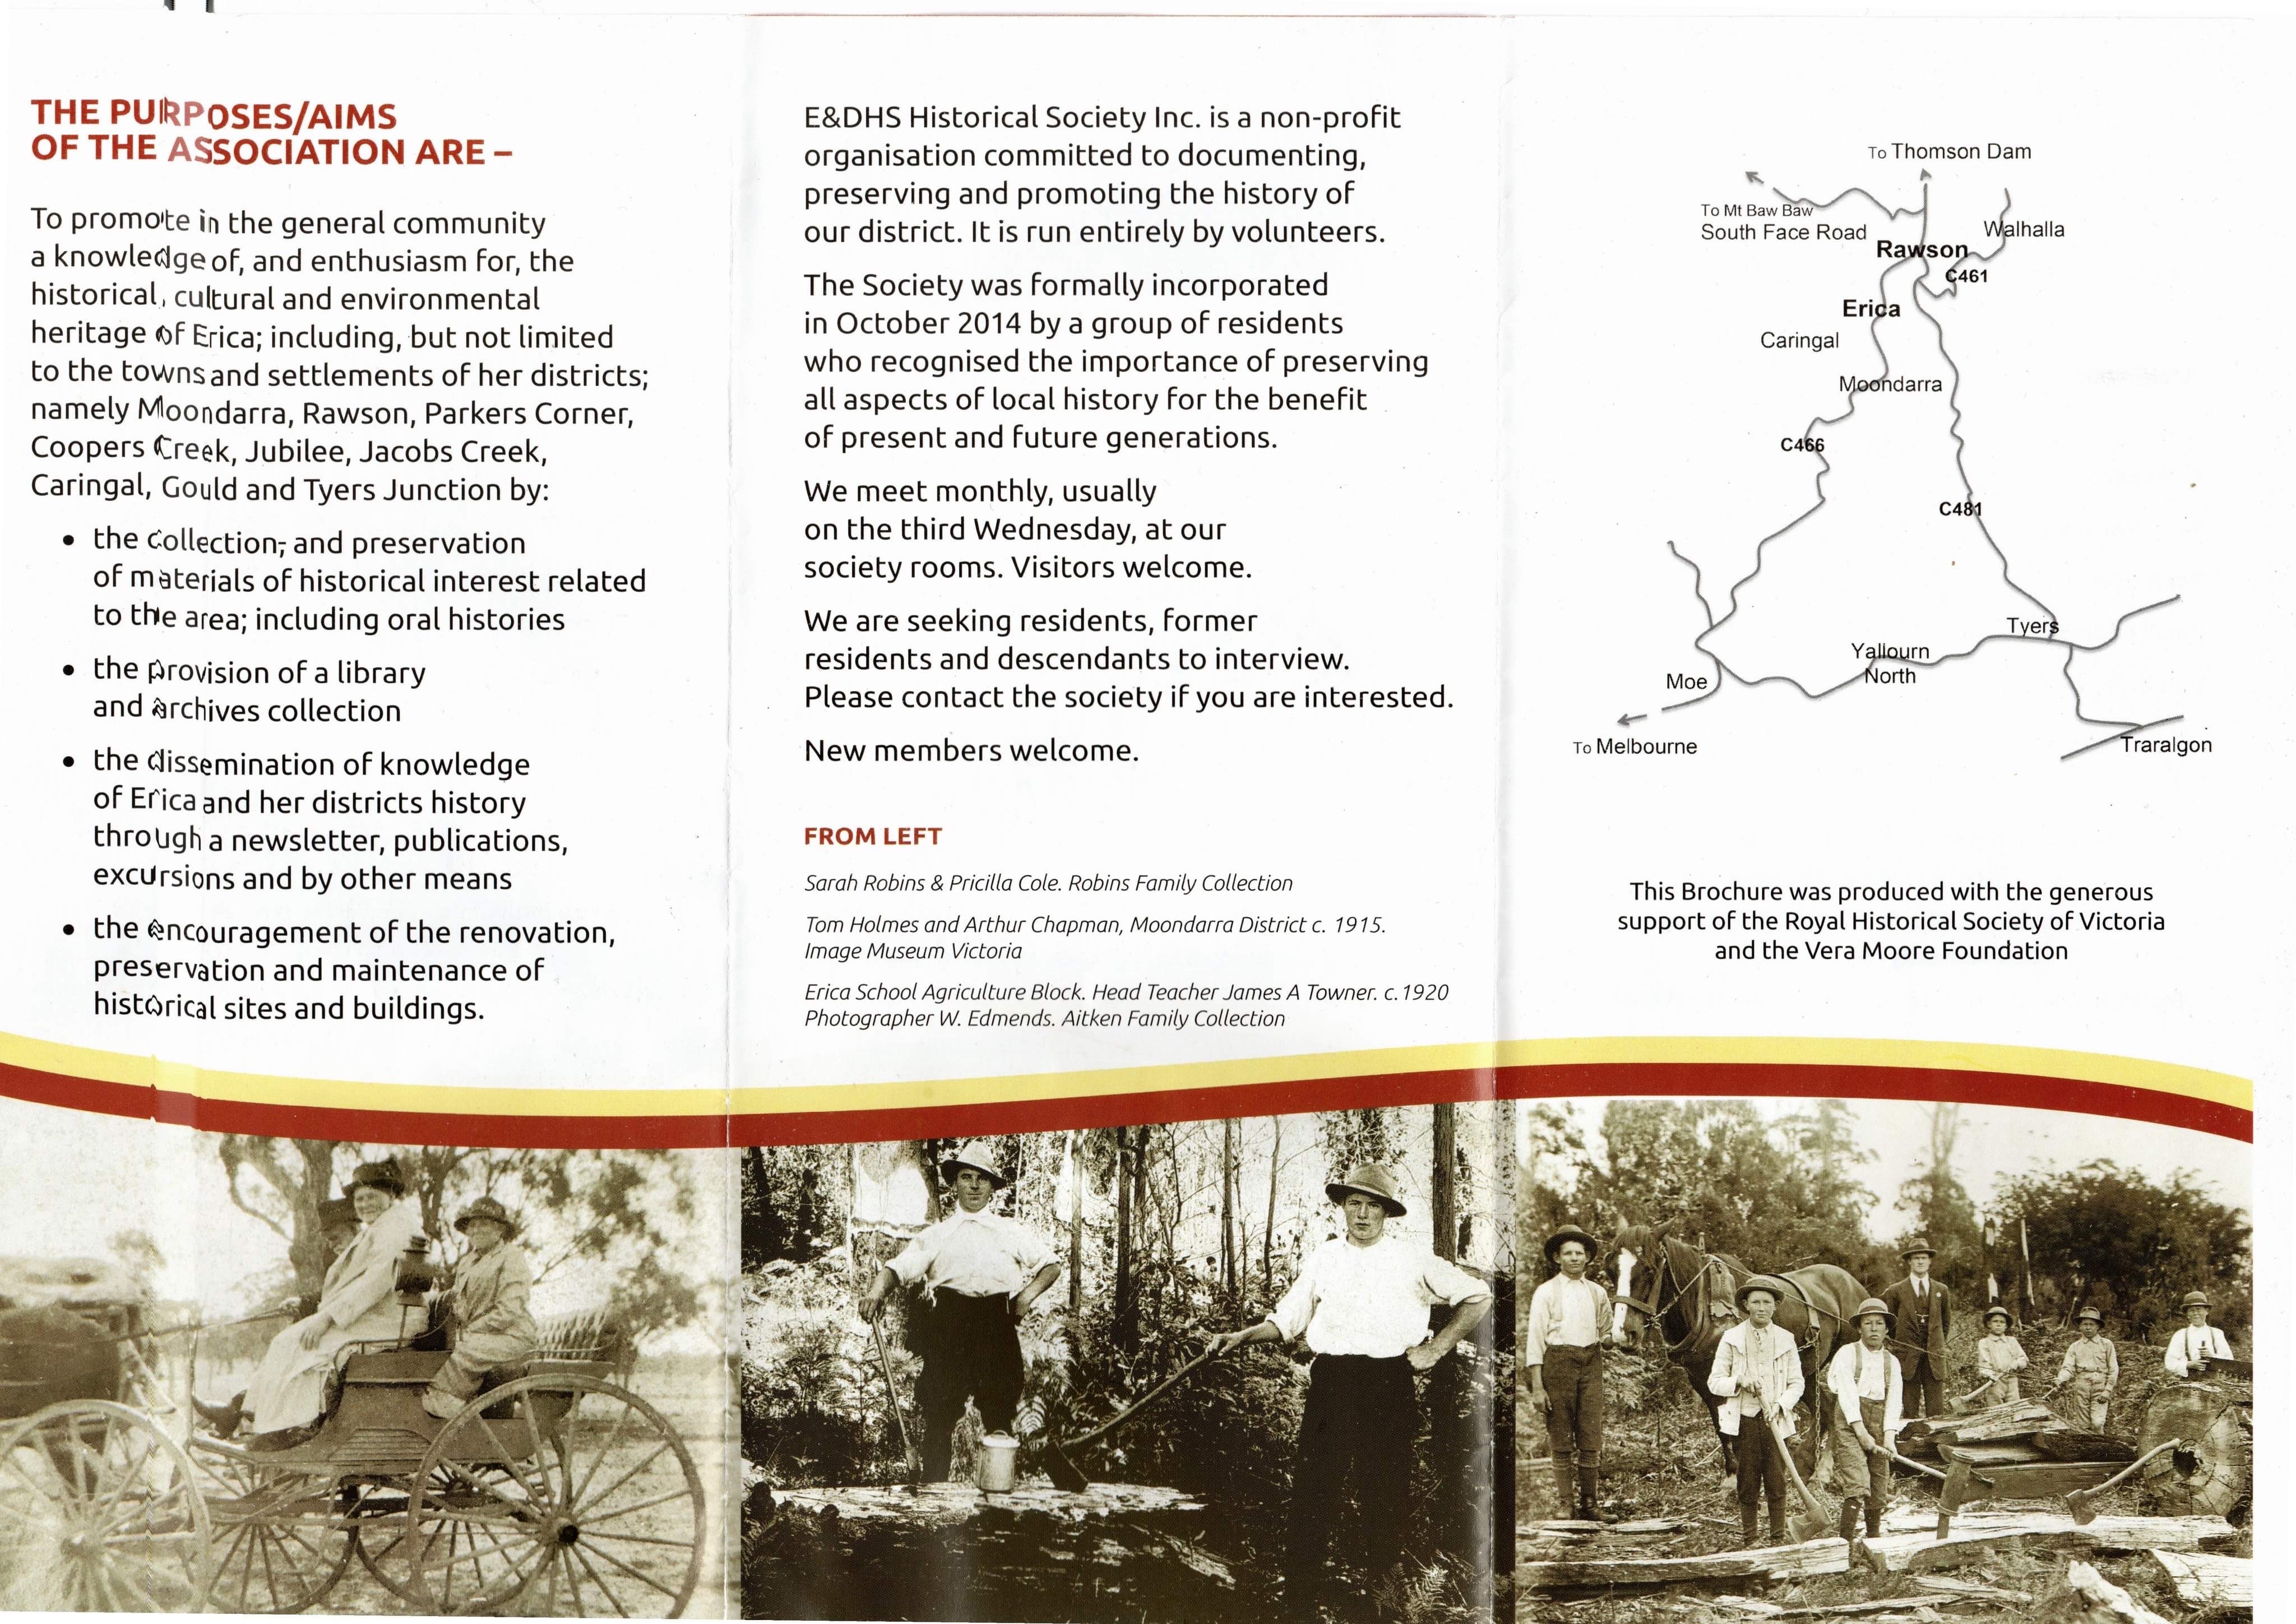 THE PURPOSES/AIMS
OF THE ASSOCIATION ARE –
To promote in the general community
a knowledge of, and enthusiasm for, the
historical, cultural and environmental
heritage of Erica; including, but not limited
to the towns and settlements of her districts;
namely Moondarra, Rawson, Parkers Corner,
Coopers Creek, Jubilee, Jacobs Creek,
Caringal, Gould and Tyers Junction by:
• the collection, and preservation
of materials of historical interest related
to the area; including oral histories
• the provision of a library
and archives collection
• the dissemination of knowledge
of Erica and her districts history
through a newsletter, publications,
excursions and by other means
• the encouragement of the renovation,
preservation and maintenance of
historical sites and buildings.
E&DHS Historical Society Inc. is a non-profit
organisation committed to documenting,
preserving and promoting the history of
our district. It is run entirely by volunteers.
The Society was formally incorporated
in October 2014 by a group of residents
who recognised the importance of preserving
all aspects of local history for the benefit
of present and future generations.
We meet monthly, usually
on the third Wednesday, at our
society rooms. Visitors welcome.
We are seeking residents, former
residents and descendants to interview.
Please contact the society if you are interested.
New members welcome.
FROM LEFT
Sarah Robins & Pricilla Cole. Robins Family Collection
Tom Holmes and Arthur Chapman, Moondarra District c. 1915.
Image Museum Victoria
Erica School Agriculture Block. Head Teacher James A Towner. c.1920
Photographer W. Edmends. Aitken Family Collection
To Thomson Dam
To Mt Baw Baw
South Face Road
Walhalla
Rawson
C461
Erica
Caringal
Moondarra
C466
C481
Tyers
Yallourn
North
Moe
To Melbourne
Traralgon
This Brochure was produced with the generous
support of the Royal Historical Society of Victoria
and the Vera Moore Foundation